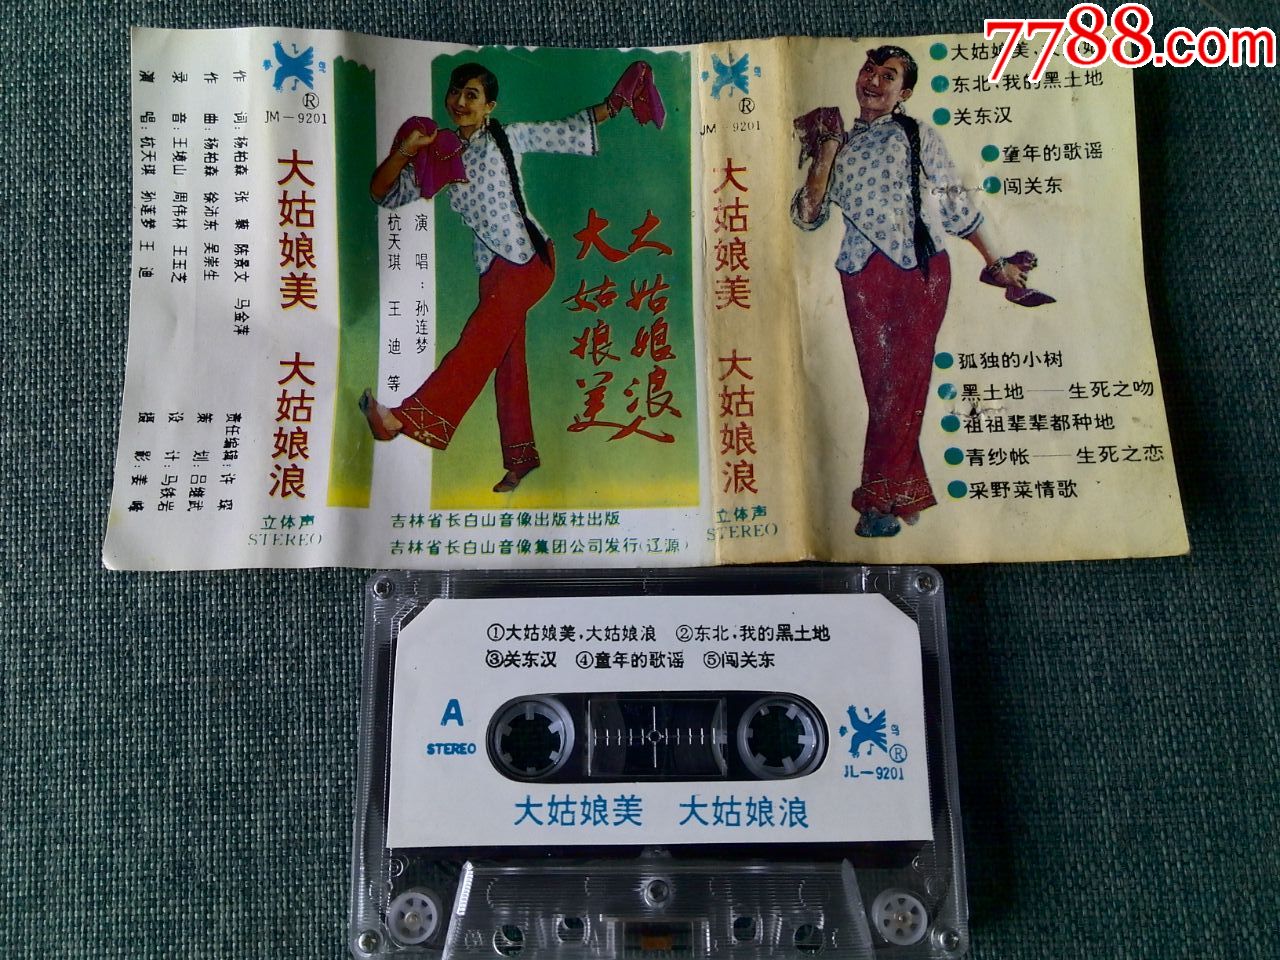 7788.com
作词：杨柏森 张藜 陈景文 马金萍
作曲：杨柏森 徐沛东 吴崇生
录音：王境山 周伟林 王玉芝
演唱：杭天琪 孙连梦 王迪
责任编辑：许琛
策划：吕继武
设计：马铁岩
摄影：姜峰
®
JM-9201
大姑娘美 大姑娘浪
立体声
STEREO
演唱：孙连梦
杭天琪 王迪等
大姑娘浪
大姑娘美
吉林省长白山音像出版社出版
吉林省长白山音像集团公司发行(辽源)
®
JM-9201
大姑娘美 大姑娘浪
立体声
STEREO
大姑娘美,大
东北,我的黑土地
关东汉
童年的歌谣
闯关东
孤独的小树
黑土地——生死之吻
祖祖辈辈都种地
青纱帐——生死之恋
采野菜情歌
①大姑娘美,大姑娘浪 ②东北,我的黑土地
③关东汉 ④童年的歌谣 ⑤闯关东
A
STEREO
®
JL-9201
大姑娘美 大姑娘浪